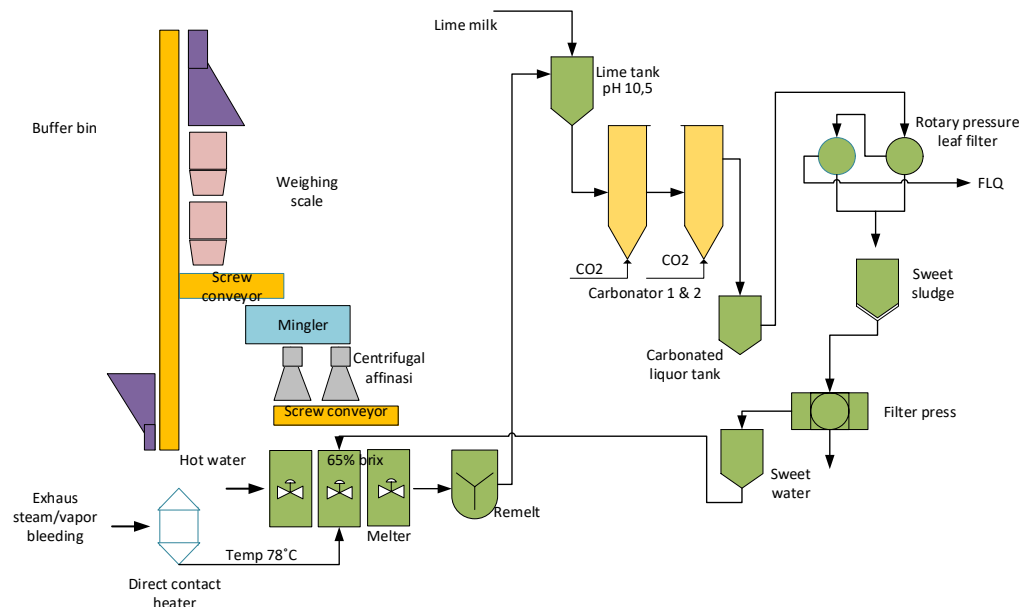 Lime milk
Lime tank
pH 10,5
Buffer bin
Rotary pressure
leaf filter
Weighing
scale
FLQ
Screw
conveyor
CO2
CO2
Carbonator 1 & 2
Sweet
sludge
Mingler
Centrifugal
affinasi
Carbonated
liquor tank
Screw conveyor
Filter press
Hot water
65% brix
Sweet
water
Exhaus
steam/vapor
bleeding
Remelt
Melter
Temp 78˚C
Direct contact
heater